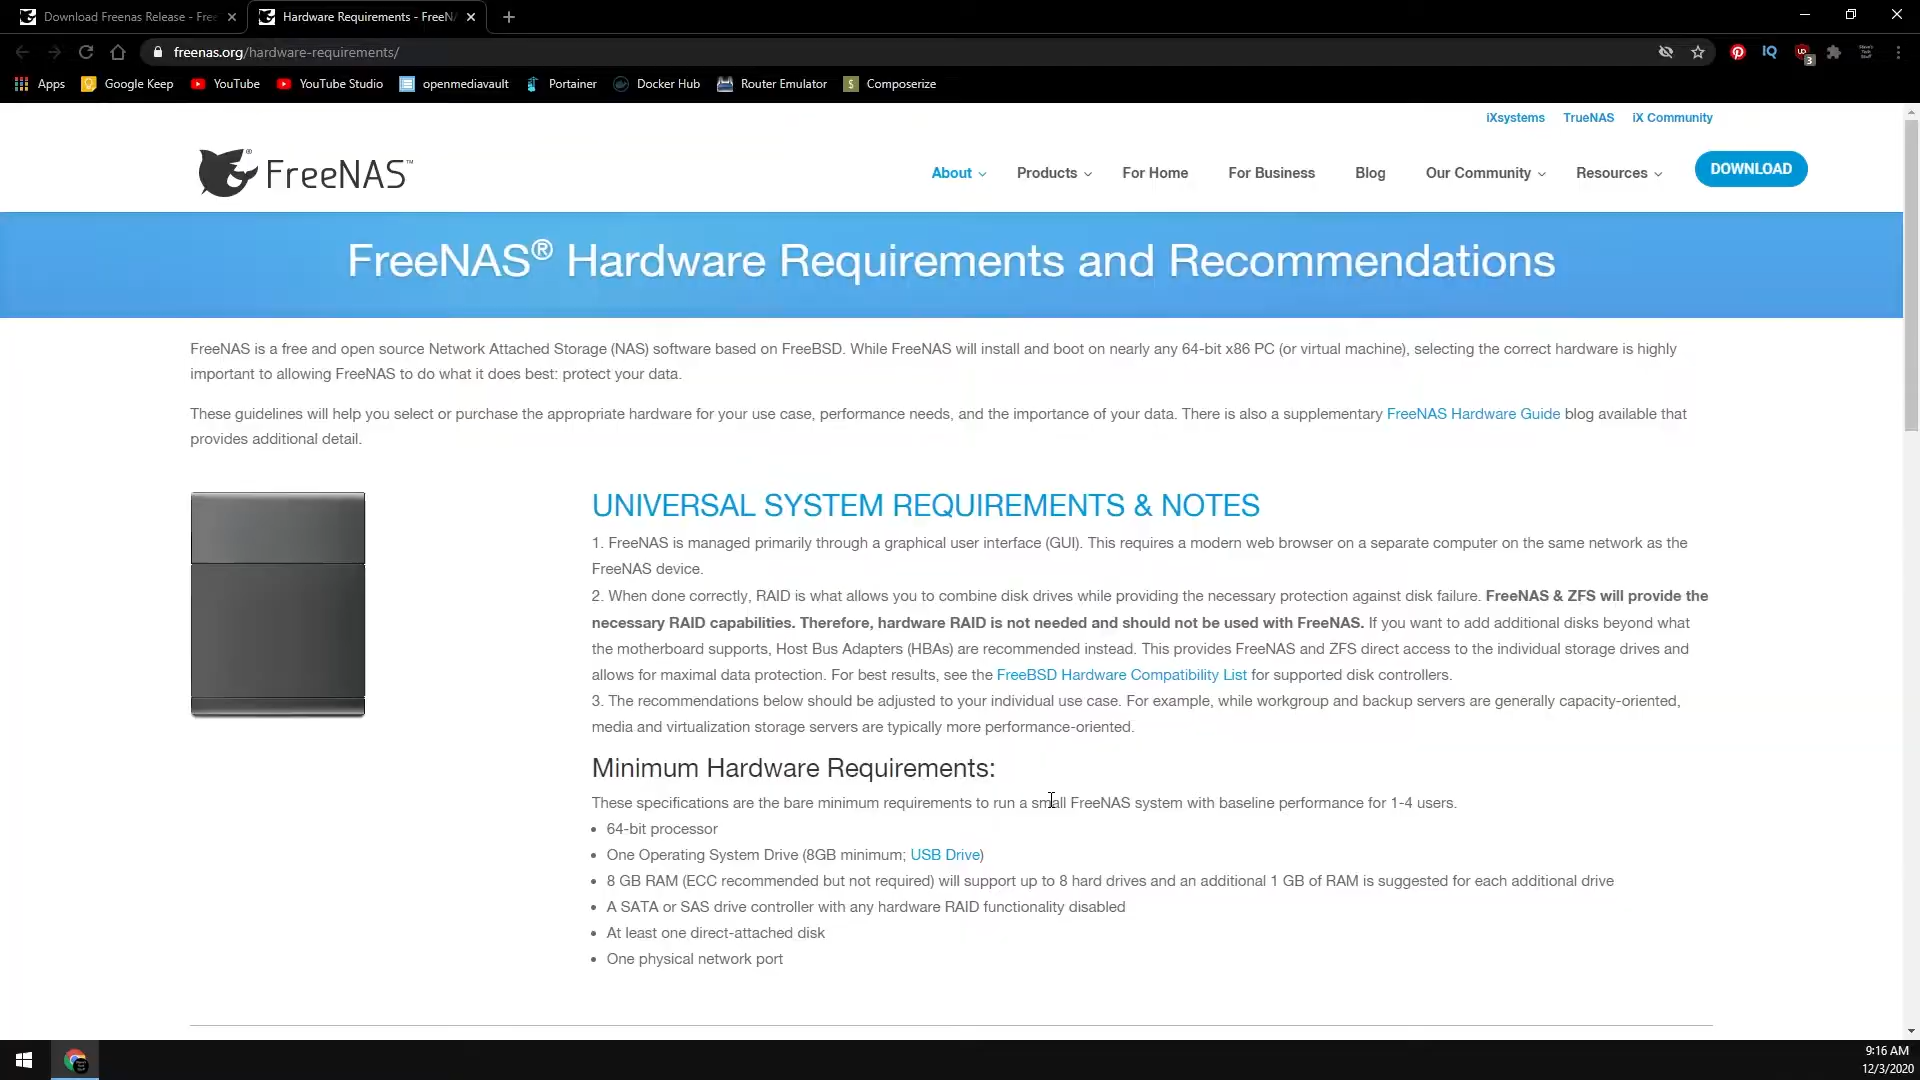 Download Freenas Release - Free
Hardware Requirements - FreeN
freenas.org/hardware-requirements/
3
Apps
Google Keep
YouTube
YouTube Studio
openmediavault
Portainer
Docker Hub
Router Emulator
Composerize
iXsystems
TrueNAS
iX Community
FreeNAS™
About
Products
For Home
For Business
Blog
Our Community
Resources
DOWNLOAD
FreeNAS® Hardware Requirements and Recommendations
FreeNAS is a free and open source Network Attached Storage (NAS) software based on FreeBSD. While FreeNAS will install and boot on nearly any 64-bit x86 PC (or virtual machine), selecting the correct hardware is highly
important to allowing FreeNAS to do what it does best: protect your data.
These guidelines will help you select or purchase the appropriate hardware for your use case, performance needs, and the importance of your data. There is also a supplementary FreeNAS Hardware Guide blog available that
provides additional detail.
UNIVERSAL SYSTEM REQUIREMENTS & NOTES
1. FreeNAS is managed primarily through a graphical user interface (GUI). This requires a modern web browser on a separate computer on the same network as the
FreeNAS device.
2. When done correctly, RAID is what allows you to combine disk drives while providing the necessary protection against disk failure. FreeNAS & ZFS will provide the
necessary RAID capabilities. Therefore, hardware RAID is not needed and should not be used with FreeNAS. If you want to add additional disks beyond what
the motherboard supports, Host Bus Adapters (HBAs) are recommended instead. This provides FreeNAS and ZFS direct access to the individual storage drives and
allows for maximal data protection. For best results, see the FreeBSD Hardware Compatibility List for supported disk controllers.
3. The recommendations below should be adjusted to your individual use case. For example, while workgroup and backup servers are generally capacity-oriented,
media and virtualization storage servers are typically more performance-oriented.
Minimum Hardware Requirements:
These specifications are the bare minimum requirements to run a small FreeNAS system with baseline performance for 1-4 users.
• 64-bit processor
• One Operating System Drive (8GB minimum; USB Drive)
• 8 GB RAM (ECC recommended but not required) will support up to 8 hard drives and an additional 1 GB of RAM is suggested for each additional drive
• A SATA or SAS drive controller with any hardware RAID functionality disabled
• At least one direct-attached disk
• One physical network port
9:16 AM
12/3/2020